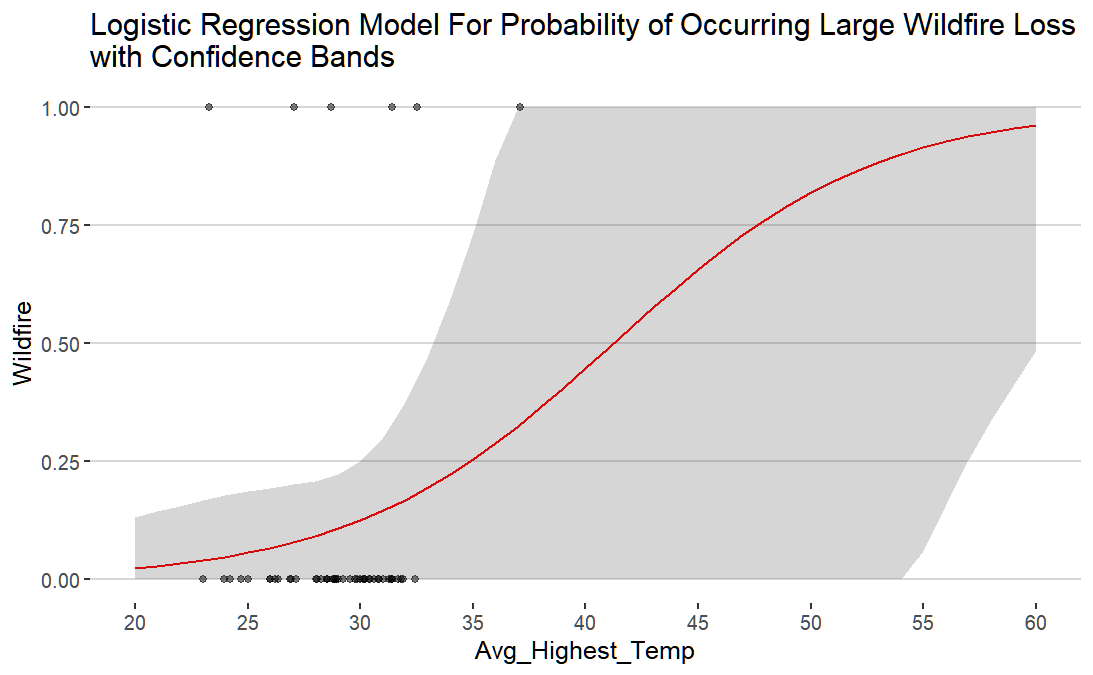 Logistic Regression Model For Probability of Occurring Large Wildfire Loss
with Confidence Bands
1.00
0.75
0.50
0.25
0.00
Wildfire
20 25 30 35 40 45 50 55 60
Avg_Highest_Temp